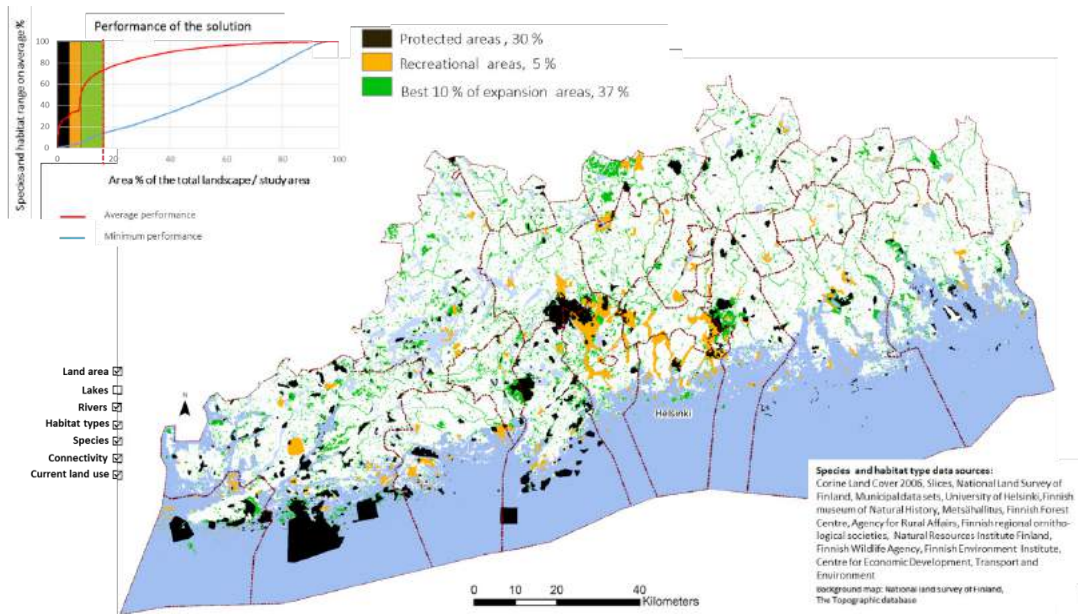 Performance of the solution
Species and habitat range on average %
100
80
60
40
20
0
0
20
40
60
80
100
Area % of the total landscape/ study area
Average performance
Minimum performance
Protected areas , 30 %
Recreational areas, 5 %
Best 10 % of expansion areas, 37 %
Land area
Lakes
Rivers
Habitat types
Species
Connectivity
Current land use
N
Helsinki
0 10 20 40
Kilometers
Species and habitat type data sources:
Corine Land Cover 2006, Slices, National Land Survey of
Finland, Municipal data sets, University of Helsinki, Finnish
museum of Natural History, Metsähallitus, Finnish Forest
Centre, Agency for Rural Affairs, Finnish regional ornitho-
logical societies, Natural Resources Institute Finland,
Finnish Wildlife Agency, Finnish Environment Institute,
Centre for Economic Development, Transport and
Environment
Background map: National land survey of Finland,
The Topographic database